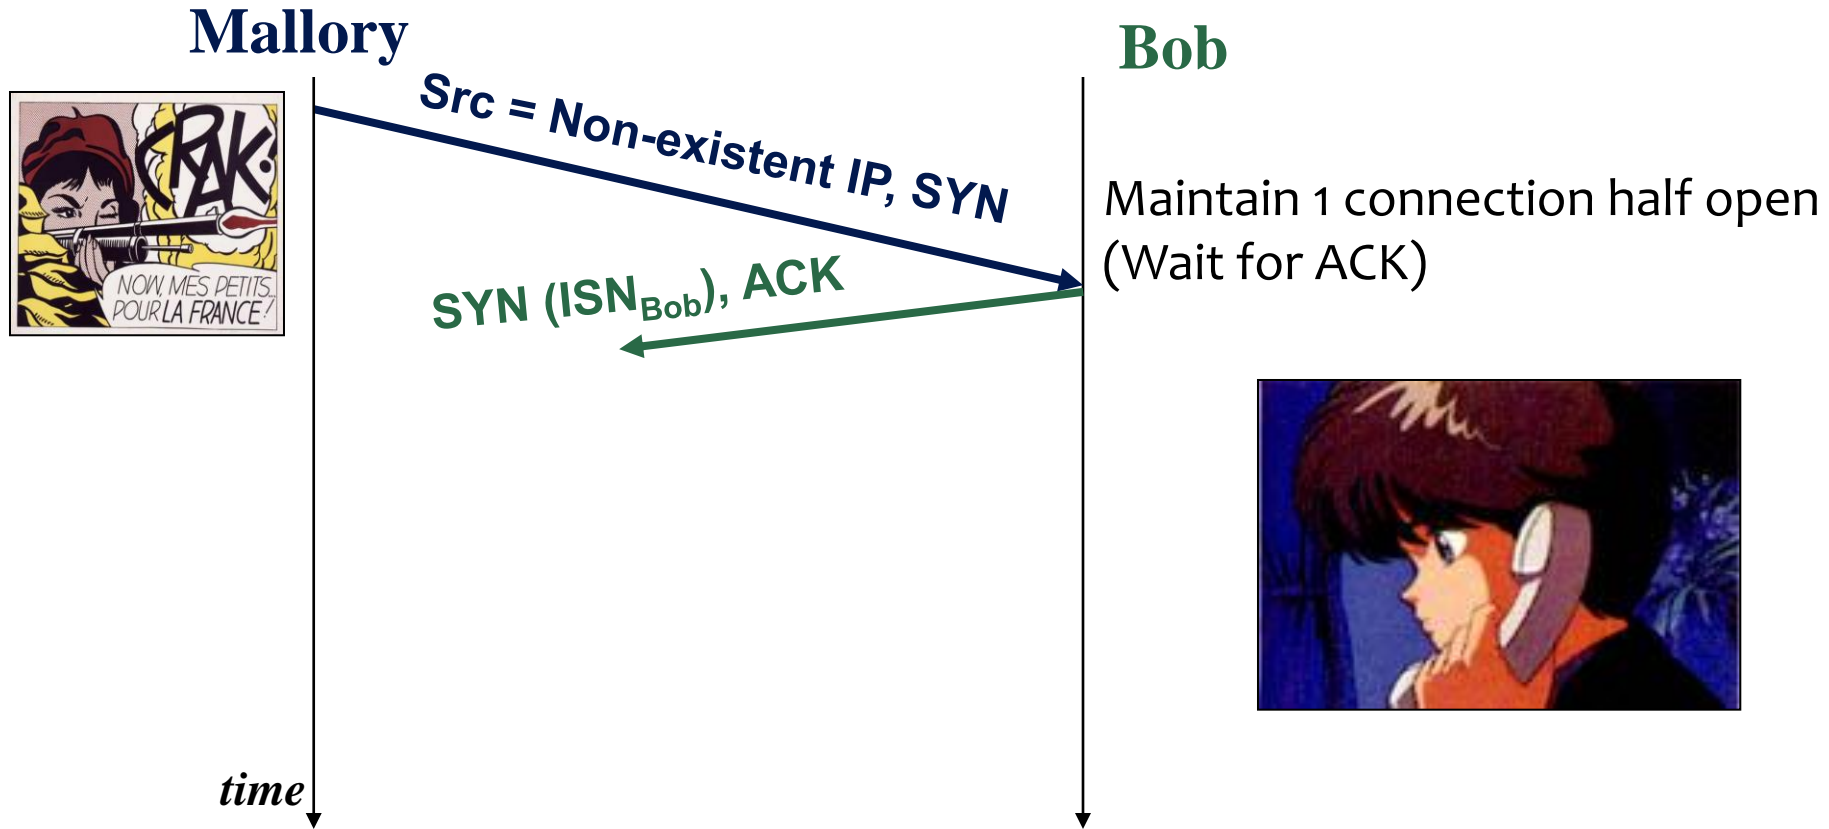 Mallory
Bob
CRAK!
NOW, MES PETITS...
POUR LA FRANCE!
Src = Non-existent IP, SYN
Maintain 1 connection half open
(Wait for ACK)
SYN (ISN_Bob), ACK
time